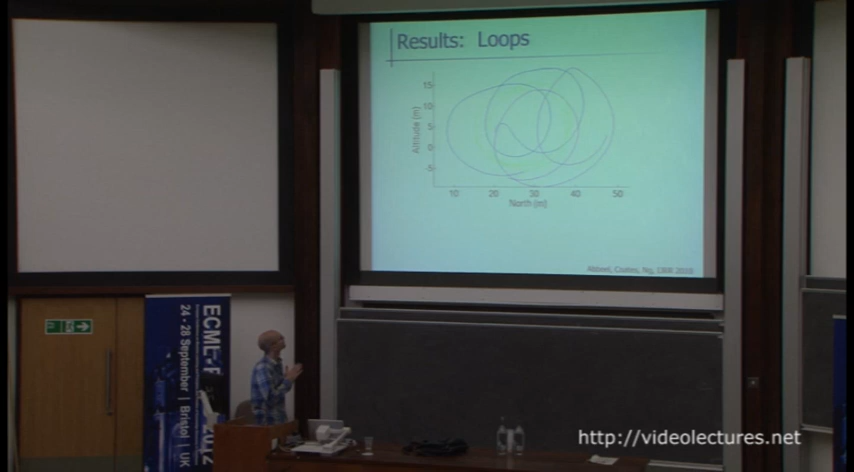 Results: Loops
Altitude [m]
15
10
5
0
-5
10 20 30 40 50
North [m]
Abbeel, Coates, Ng, IJRR 2010
ECML-P
24 - 28 September | Bristol | UK
2012
http://videolectures.net